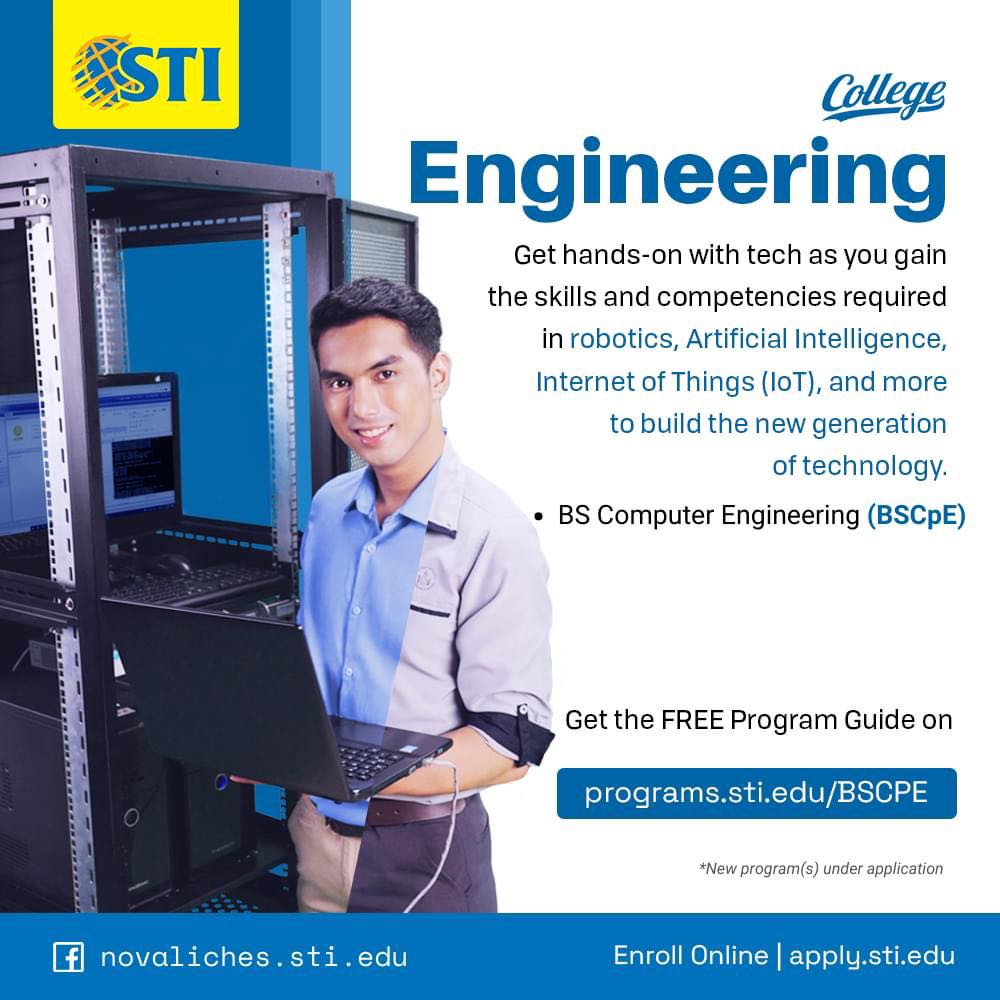 STI
College
Engineering
Get hands-on with tech as you gain
the skills and competencies required
in robotics, Artificial Intelligence,
Internet of Things (IoT), and more
to build the new generation
of technology.
• BS Computer Engineering (BSCpE)
Get the FREE Program Guide on
programs.sti.edu/BSCPE
*New program(s) under application
novaliches.sti.edu
Enroll Online | apply.sti.edu